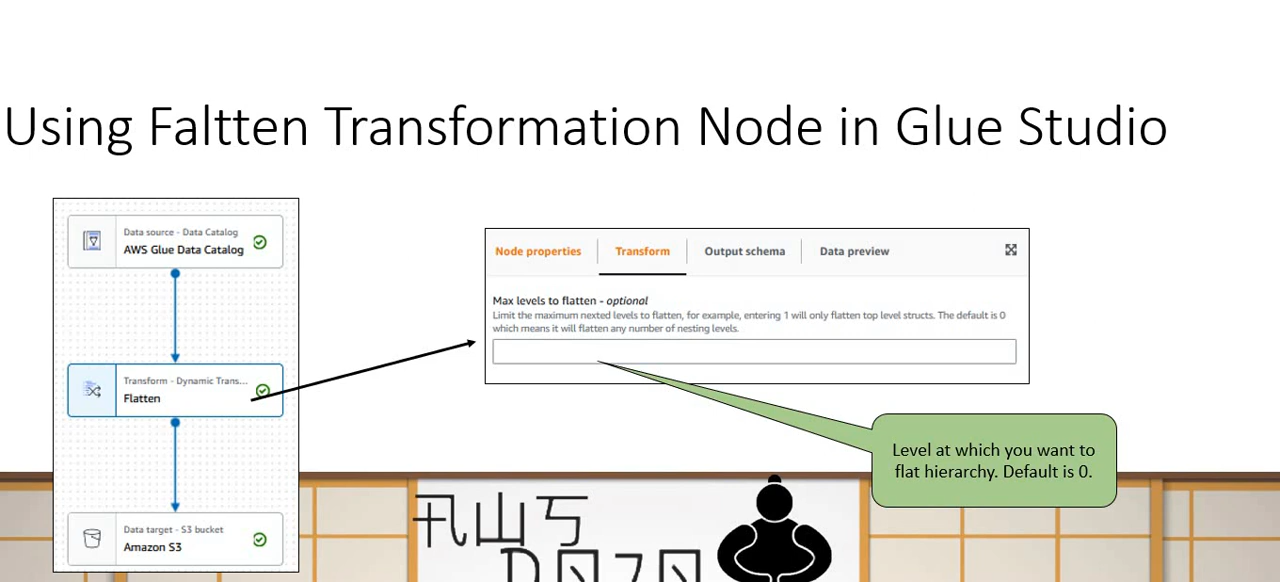 Using Faltten Transformation Node in Glue Studio
Data source - Data Catalog
AWS Glue Data Catalog
Transform - Dynamic Trans...
Flatten
Data target - S3 bucket
Amazon S3
Node properties
Transform
Output schema
Data preview
Max levels to flatten - optional
Limit the maximum nexted levels to flatten, for example, entering 1 will only flatten top level structs. The default is 0
which means it will flatten any number of nesting levels.
Level at which you want to
flat hierarchy. Default is 0.